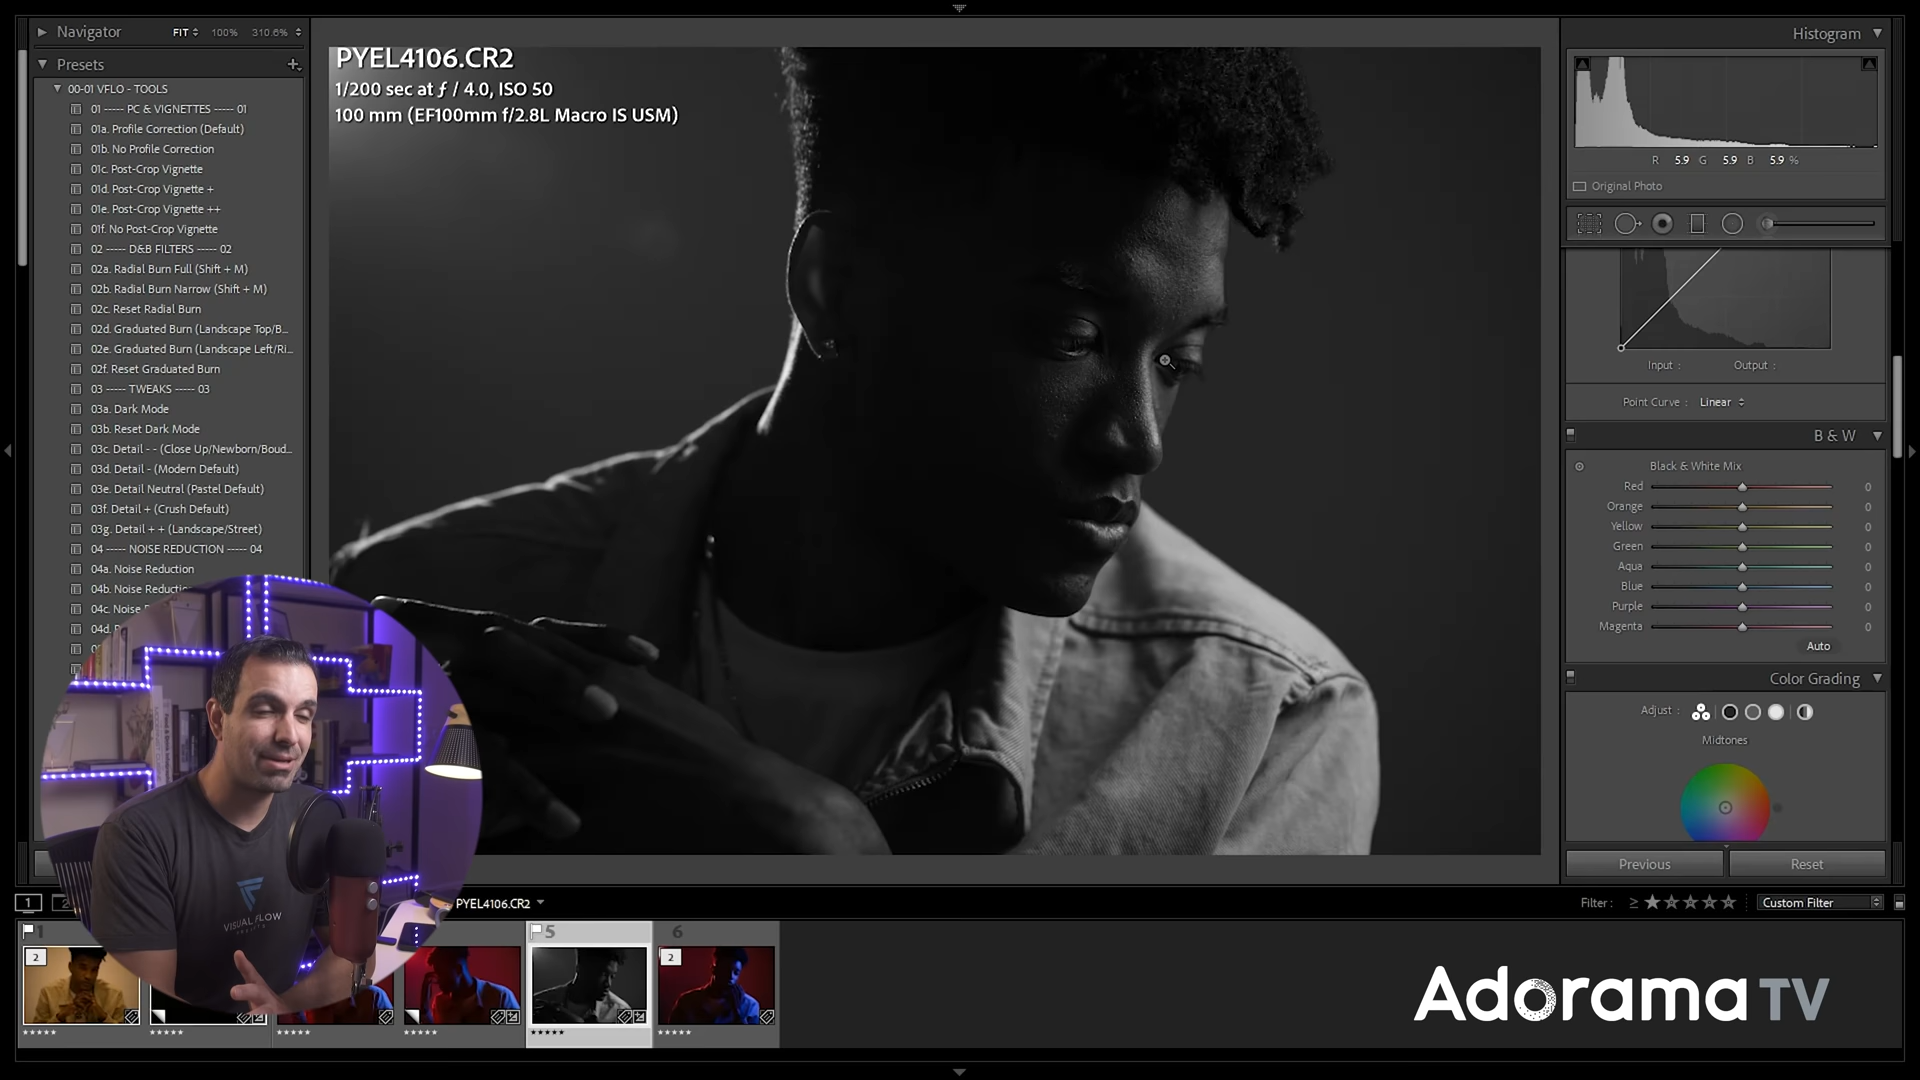 Navigator FIT 100% 310.6%
Presets
00-01 VFLO - TOOLS
01 ----- PC & VIGNETTES ----- 01
01a. Profile Correction (Default)
01b. No Profile Correction
01c. Post-Crop Vignette
01d. Post-Crop Vignette +
01e. Post-Crop Vignette ++
01f. No Post-Crop Vignette
02 ----- D&B FILTERS ----- 02
02a. Radial Burn Full (Shift + M)
02b. Radial Burn Narrow (Shift + M)
02c. Reset Radial Burn
02d. Graduated Burn (Landscape Top/B...
02e. Graduated Burn (Landscape Left/Ri...
02f. Reset Graduated Burn
03 ----- TWEAKS ----- 03
03a. Dark Mode
03b. Reset Dark Mode
03c. Detail - - (Close Up/Newborn/Boud...
03d. Detail - (Modern Default)
03e. Detail Neutral (Pastel Default)
03f. Detail + (Crush Default)
03g. Detail + + (Landscape/Street)
04 ----- NOISE REDUCTION ----- 04
04a. Noise Reduction
04b. Noise Reductio
04c. Noise
04d.
PYEL4106.CR2
1/200 sec at ƒ / 4.0, ISO 50
100 mm (EF100mm f/2.8L Macro IS USM)
Histogram
R 5.9 G 5.9 B 5.9 %
Original Photo
Input : Output :
Point Curve : Linear
B & W
Black & White Mix
Red 0
Orange 0
Yellow 0
Green 0
Aqua 0
Blue 0
Purple 0
Magenta 0
Auto
Color Grading
Adjust :
Midtones
Previous Reset
VISUAL FLOW
PRESETS
1 2 PYEL4106.CR2
Filter : ≥ ★★★★★ Custom Filter
1 5 6
2 2
★★★★★ ★★★★★ ★★★★★ ★★★★★ ★★★★★ ★★★★★
Adorama TV